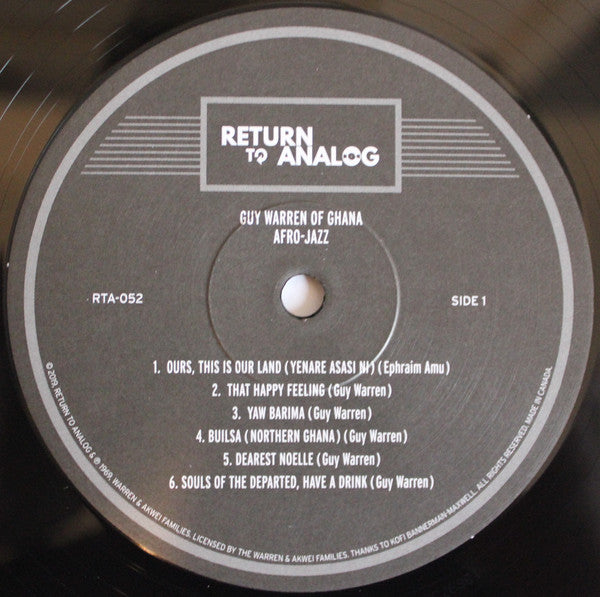 RETURN
TO ANALOG
GUY WARREN OF GHANA
AFRO-JAZZ
RTA-052
SIDE 1
1. OURS, THIS IS OUR LAND (YENARE ASASI NI) (Ephraim Amu)
2. THAT HAPPY FEELING (Guy Warren)
3. YAW BARIMA (Guy Warren)
4. BUILSA (NORTHERN GHANA) (Guy Warren)
5. DEAREST NOELLE (Guy Warren)
6. SOULS OF THE DEPARTED, HAVE A DRINK (Guy Warren)
© 2019, RETURN TO ANALOG & ℗ 1969, WARREN & AKWEI FAMILIES. LICENSED BY THE WARREN & AKWEI FAMILIES. THANKS TO KOFI BANNERMAN-MAXWELL. ALL RIGHTS RESERVED. MADE IN CANADA.